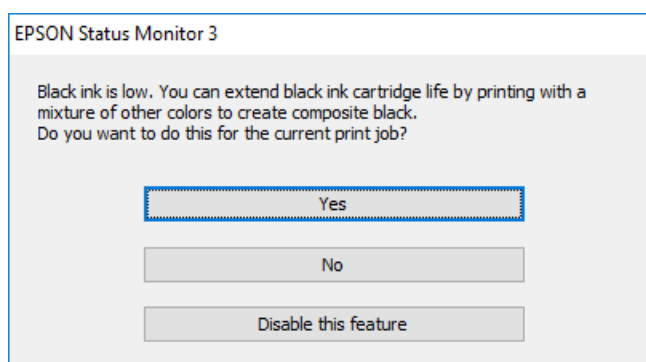 EPSON Status Monitor 3
Black ink is low. You can extend black ink cartridge life by printing with a
mixture of other colors to create composite black.
Do you want to do this for the current print job?
Yes
No
Disable this feature